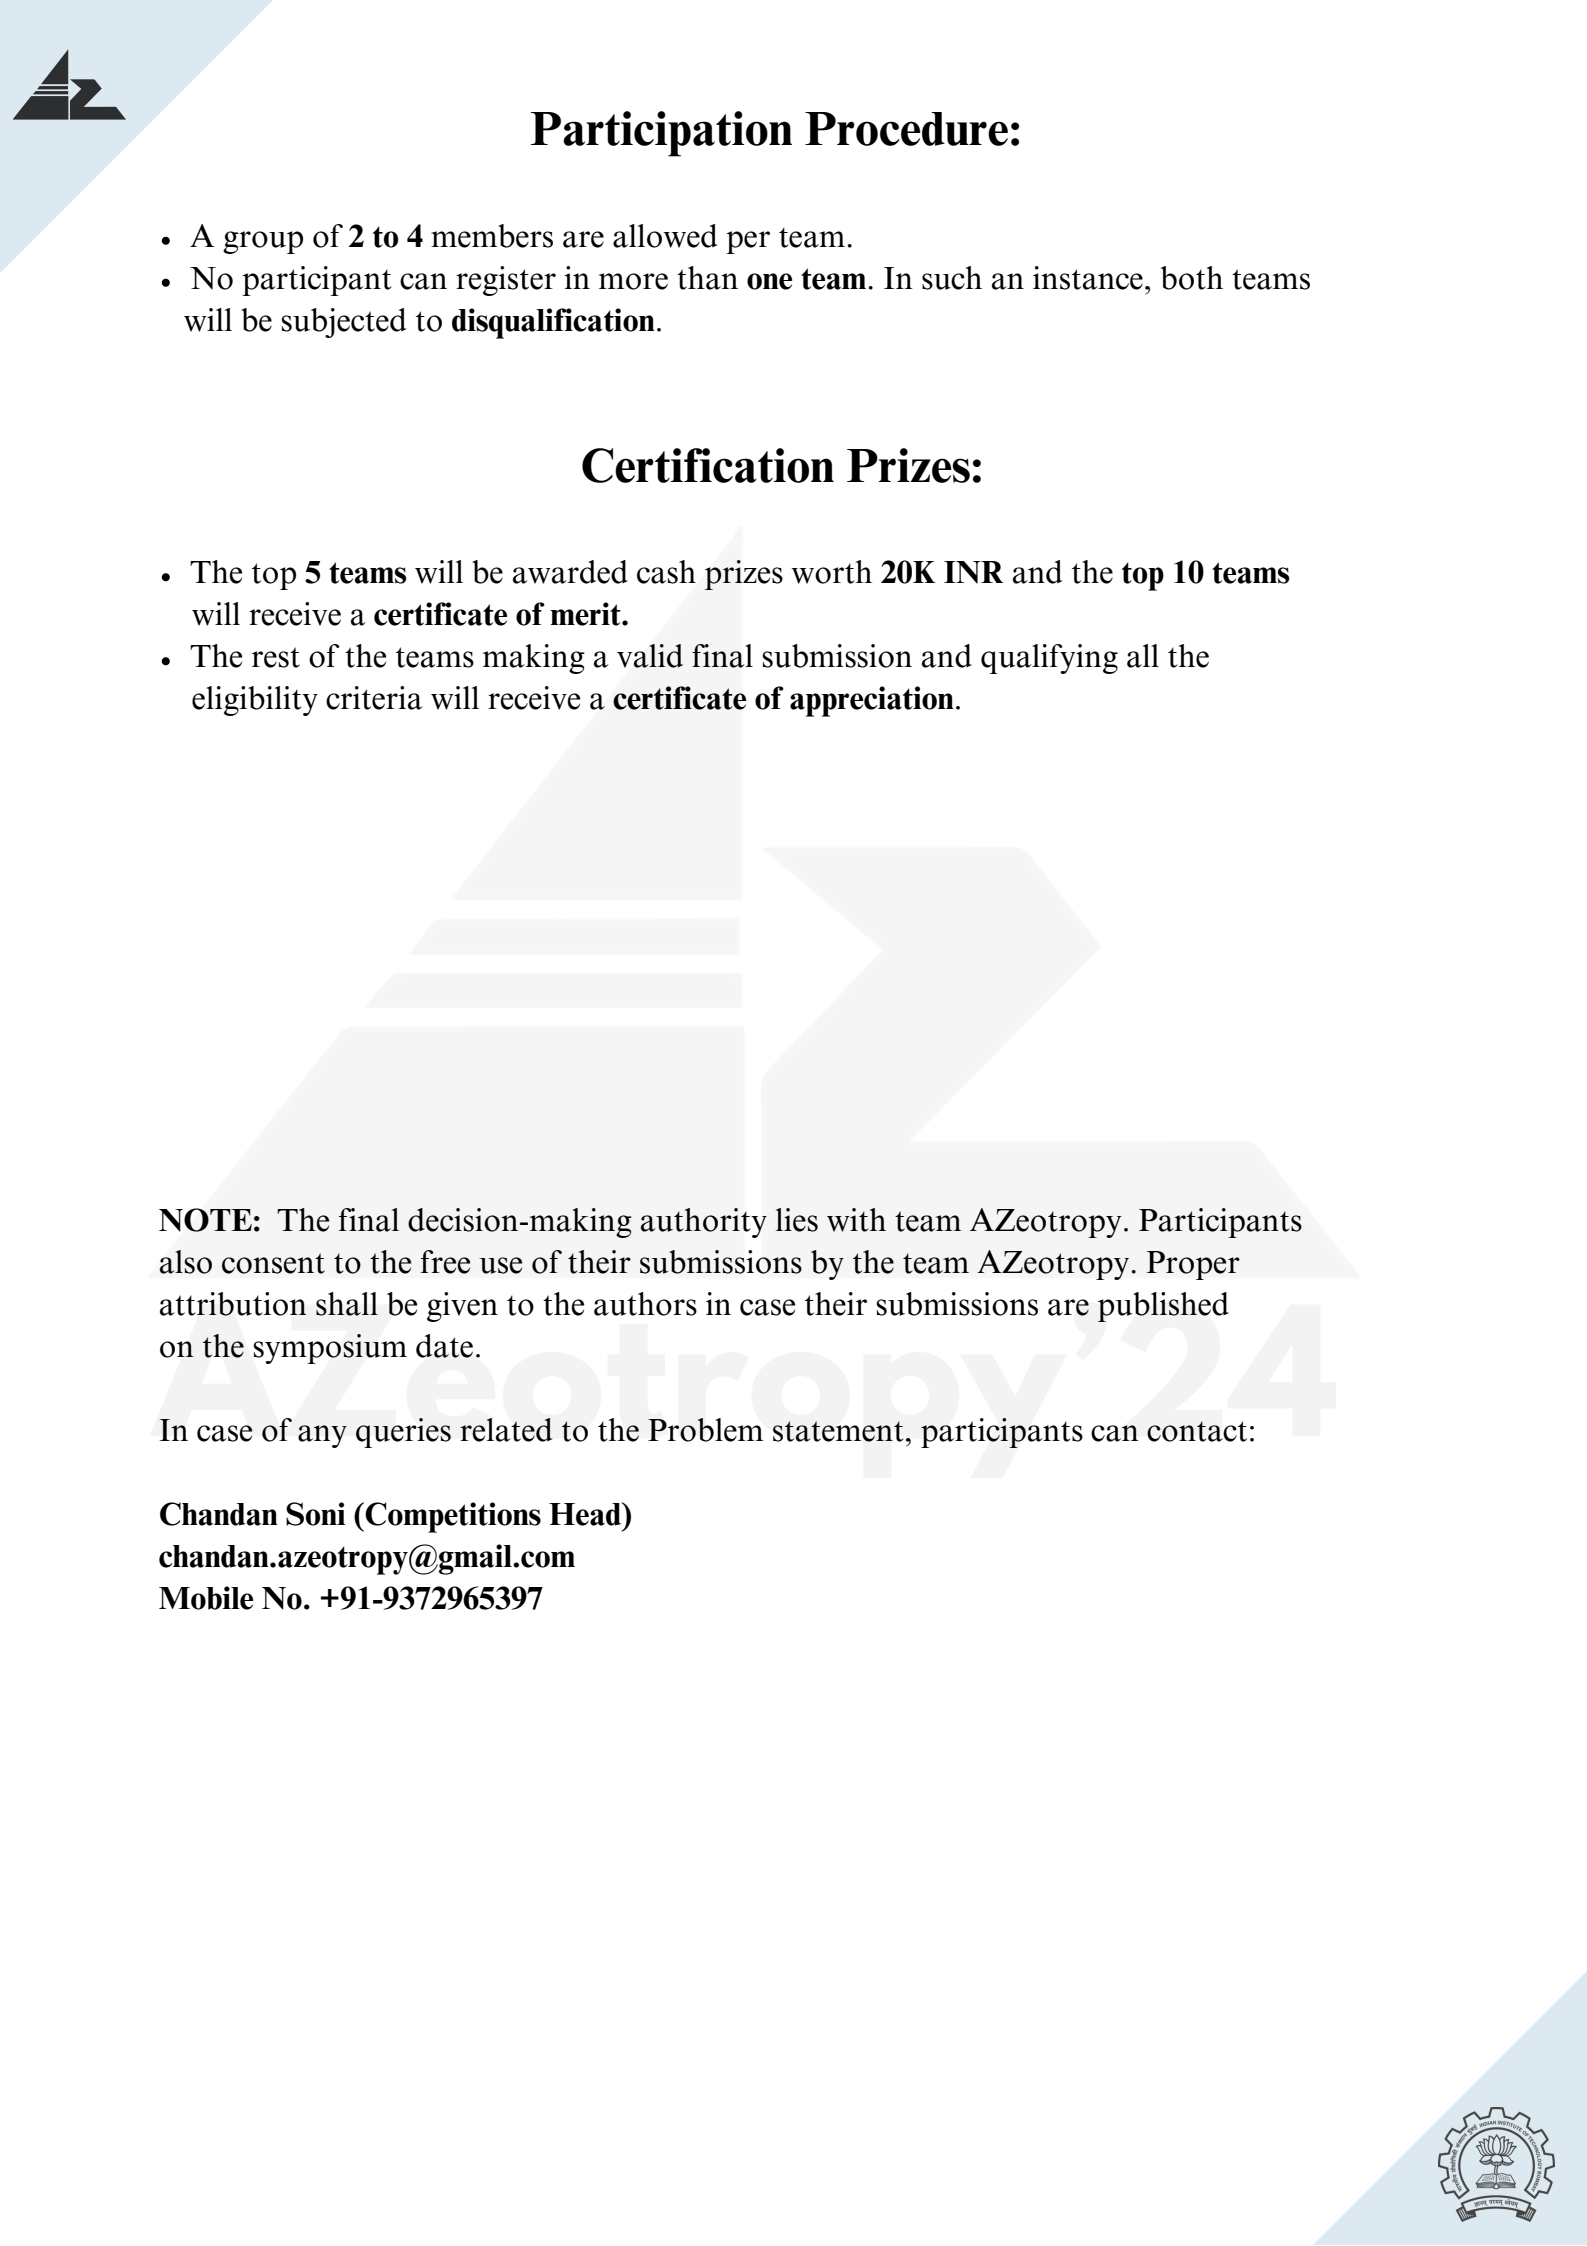 Participation Procedure:
• A group of 2 to 4 members are allowed per team.
• No participant can register in more than one team. In such an instance, both teams
will be subjected to disqualification.
Certification Prizes:
• The top 5 teams will be awarded cash prizes worth 20K INR and the top 10 teams
will receive a certificate of merit.
• The rest of the teams making a valid final submission and qualifying all the
eligibility criteria will receive a certificate of appreciation.
NOTE: The final decision-making authority lies with team AZeotropy. Participants
also consent to the free use of their submissions by the team AZeotropy. Proper
attribution shall be given to the authors in case their submissions are published
on the symposium date.
AZeotropy’24
In case of any queries related to the Problem statement, participants can contact:
Chandan Soni (Competitions Head)
chandan.azeotropy@gmail.com
Mobile No. +91-9372965397
INDIAN INSTITUTE OF TECHNOLOGY BOMBAY